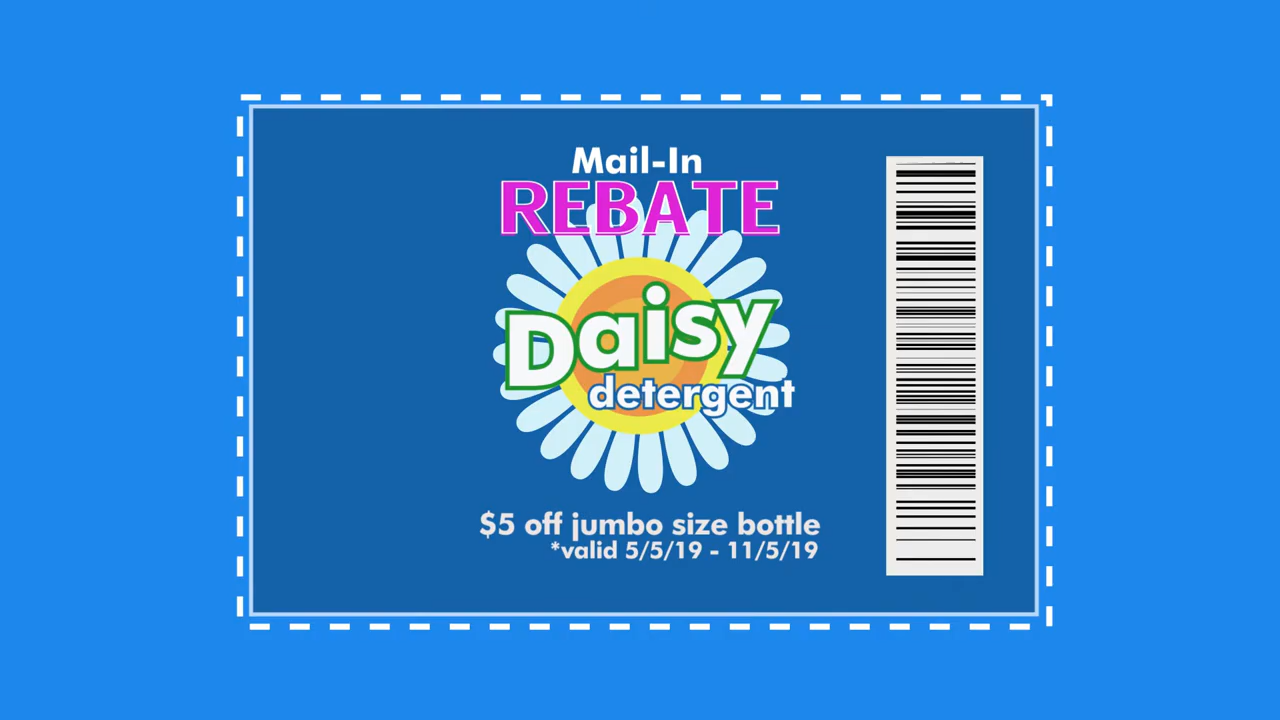 Mail-In
REBATE
Daisy
detergent
$5 off jumbo size bottle
*valid 5/5/19 - 11/5/19